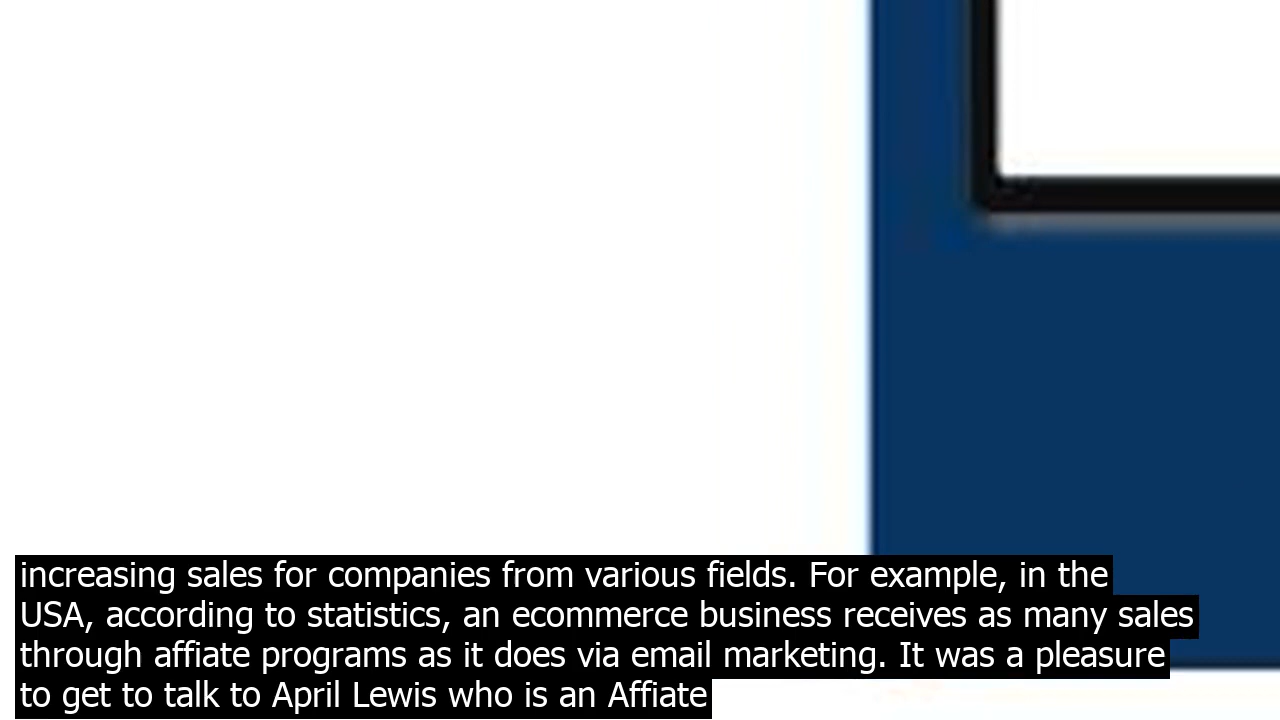 increasing sales for companies from various fields. For example, in the
USA, according to statistics, an ecommerce business receives as many sales
through affiate programs as it does via email marketing. It was a pleasure
to get to talk to April Lewis who is an Affiate